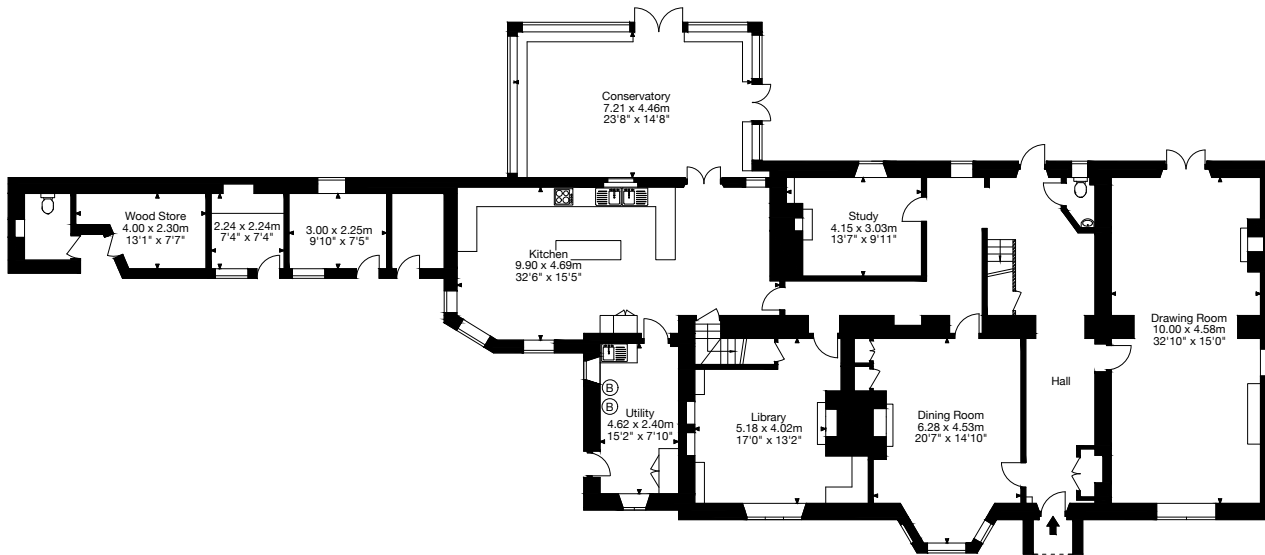 Conservatory
7.21 x 4.46m
23'8" x 14'8"
Wood Store
4.00 x 2.30m
13'1" x 7'7"
2.24 x 2.24m
7'4" x 7'4"
3.00 x 2.25m
9'10" x 7'5"
Kitchen
9.90 x 4.69m
32'6" x 15'5"
Study
4.15 x 3.03m
13'7" x 9'11"
Drawing Room
10.00 x 4.58m
32'10" x 15'0"
Hall
B
B
Utility
4.62 x 2.40m
15'2" x 7'10"
Library
5.18 x 4.02m
17'0" x 13'2"
Dining Room
6.28 x 4.53m
20'7" x 14'10"